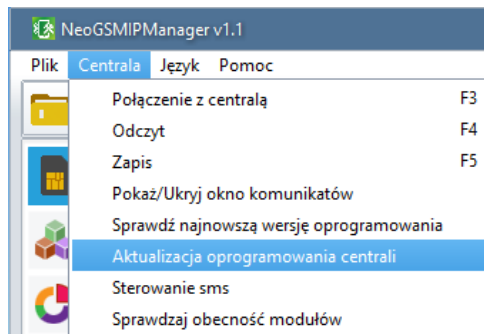 NeoGSMIPManager v1.1
Plik Centrala Język Pomoc
Połączenie z centralą F3
Odczyt F4
Zapis F5
Pokaż/Ukryj okno komunikatów
Sprawdź najnowszą wersję oprogramowania
Aktualizacja oprogramowania centrali
Sterowanie sms
Sprawdzaj obecność modułów